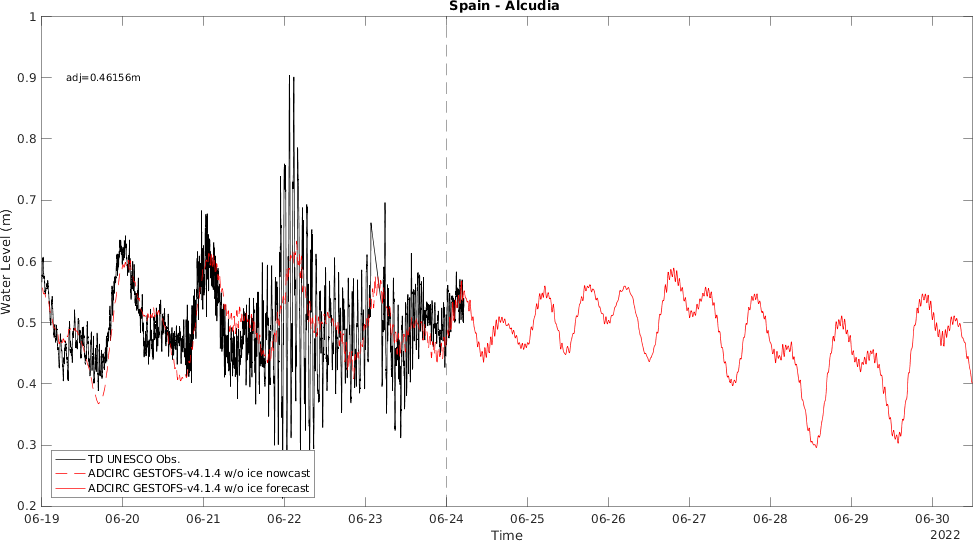 Spain - Alcudia
adj=0.46156m
Water Level (m)
1
0.9
0.8
0.7
0.6
0.5
0.4
0.3
0.2
TD UNESCO Obs.
ADCIRC GESTOFS-v4.1.4 w/o ice nowcast
ADCIRC GESTOFS-v4.1.4 w/o ice forecast
06-19 06-20 06-21 06-22 06-23 06-24 06-25 06-26 06-27 06-28 06-29 06-30
2022
Time